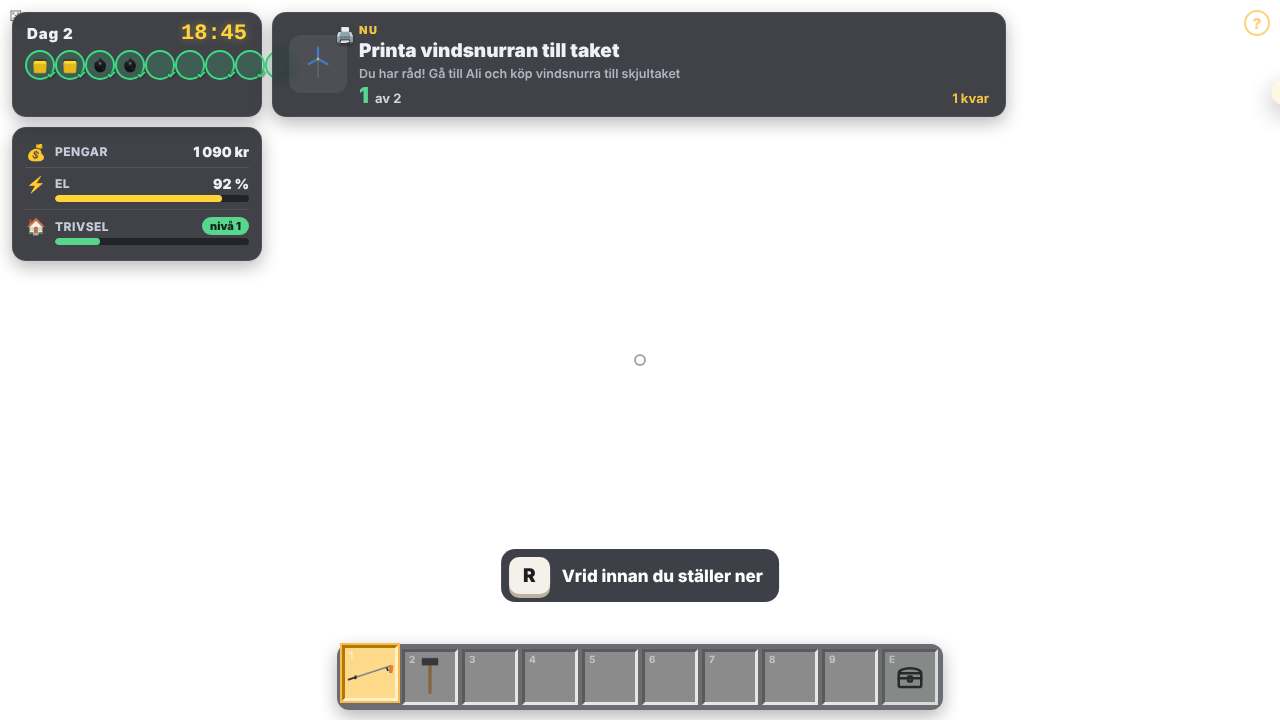 Dag 2
18:45
NU
Printa vindsnurran till taket
Du har råd! Gå till Ali och köp vindsnurra till skjultaket
1 av 2
1 kvar
?
PENGAR
1 090 kr
EL
92 %
TRIVSEL
nivå 1
R
Vrid innan du ställer ner
1
2
3
4
5
6
7
8
9
E